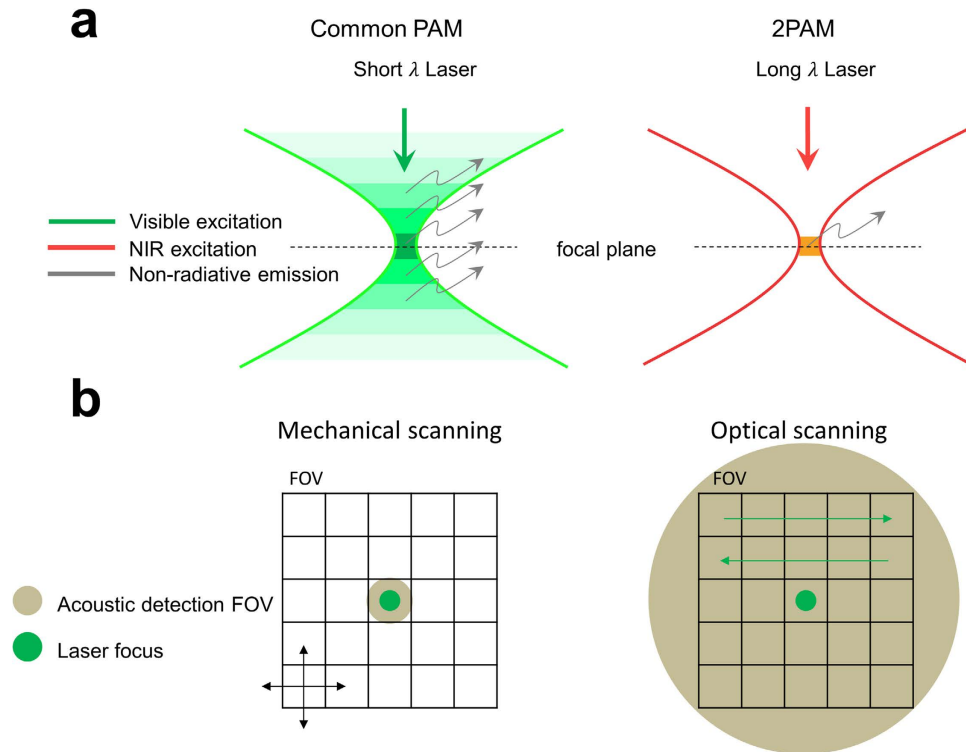 a
Common PAM
2PAM
Short λ Laser
Long λ Laser
Visible excitation
NIR excitation
Non-radiative emission
focal plane
b
Mechanical scanning
Optical scanning
FOV
FOV
Acoustic detection FOV
Laser focus